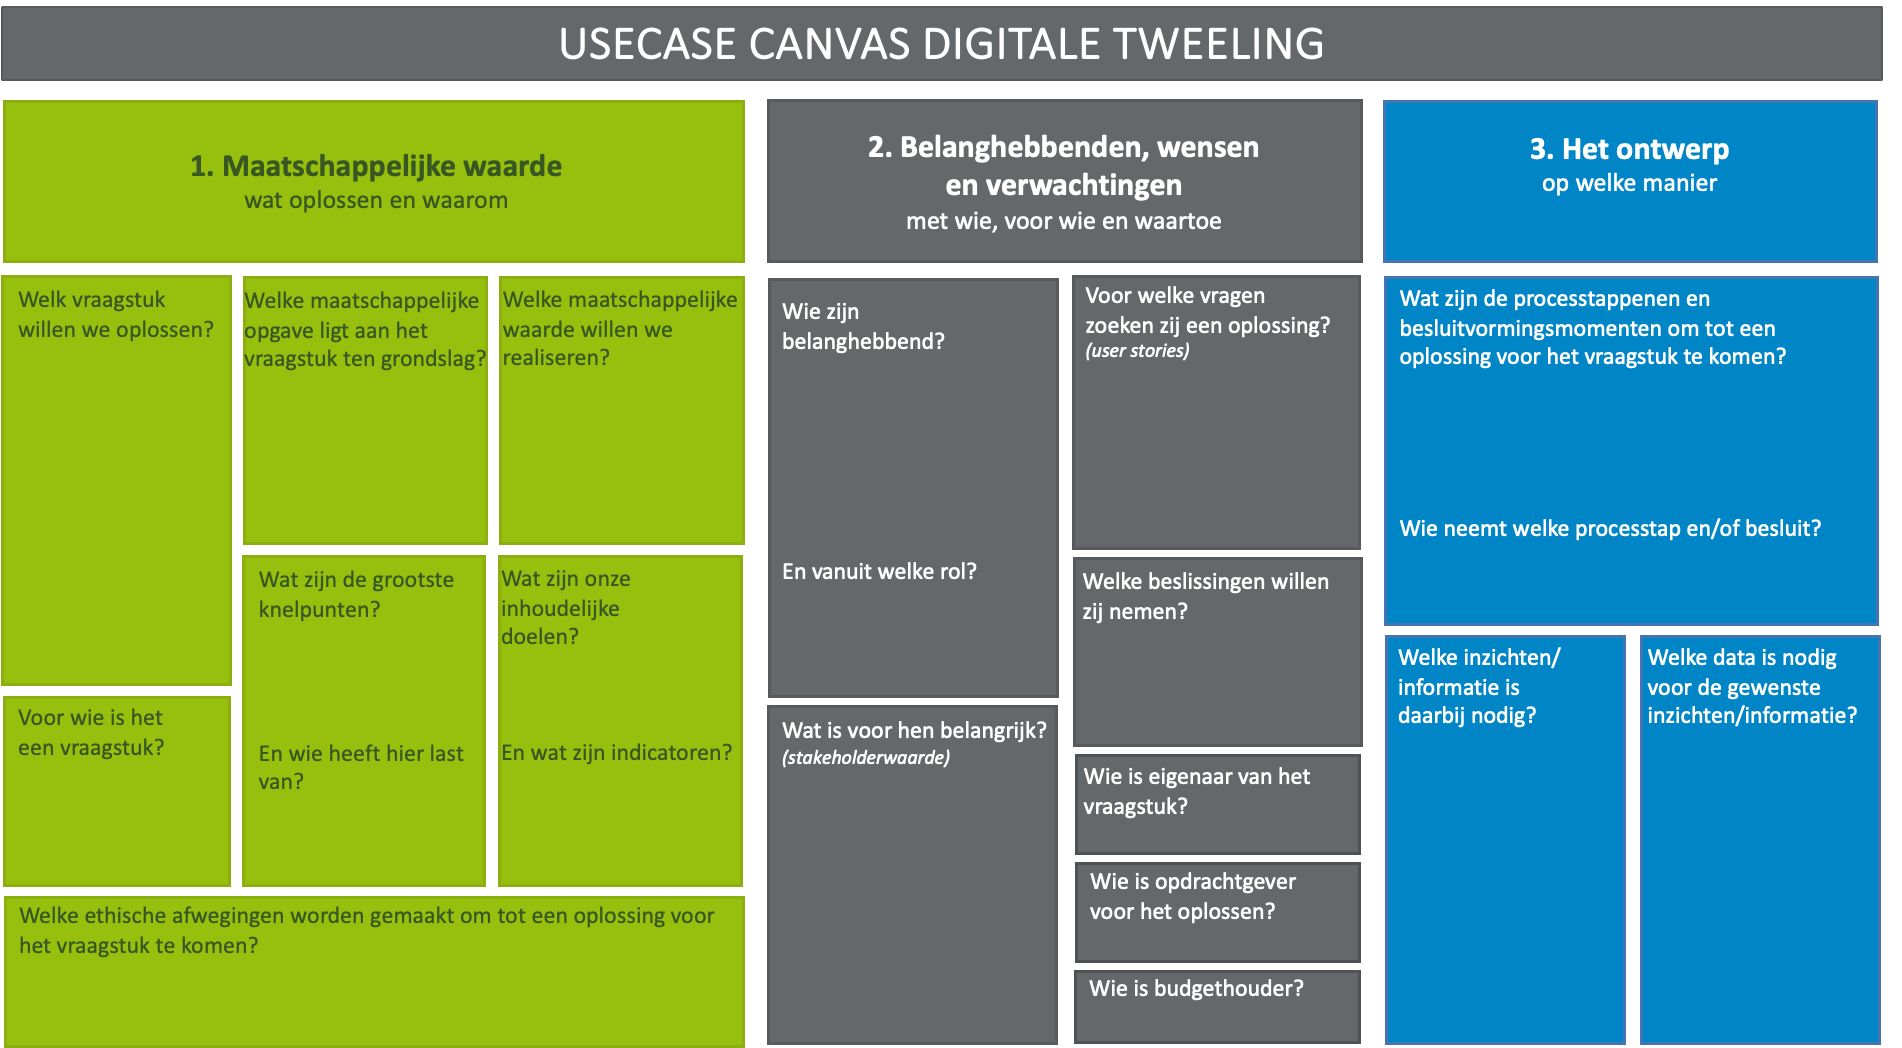 USECASE CANVAS DIGITALE TWEELING
1. Maatschappelijke waarde
wat oplossen en waarom
Welk vraagstuk
willen we oplossen?
Welke maatschappelijke
opgave ligt aan het
vraagstuk ten grondslag?
Welke maatschappelijke
waarde willen we
realiseren?
Wat zijn de grootste
knelpunten?
En wie heeft hier last
van?
Wat zijn onze
inhoudelijke
doelen?
En wat zijn indicatoren?
Voor wie is het
een vraagstuk?
Welke ethische afwegingen worden gemaakt om tot een oplossing voor
het vraagstuk te komen?
2. Belanghebbenden, wensen
en verwachtingen
met wie, voor wie en waartoe
Wie zijn
belanghebbend?
En vanuit welke rol?
Wat is voor hen belangrijk?
(stakeholderwaarde)
Voor welke vragen
zoeken zij een oplossing?
(user stories)
Welke beslissingen willen
zij nemen?
Wie is eigenaar van het
vraagstuk?
Wie is opdrachtgever
voor het oplossen?
Wie is budgethouder?
3. Het ontwerp
op welke manier
Wat zijn de processtappenen en
besluitvormingsmomenten om tot een
oplossing voor het vraagstuk te komen?
Wie neemt welke processtap en/of besluit?
Welke inzichten/
informatie is
daarbij nodig?
Welke data is nodig
voor de gewenste
inzichten/informatie?